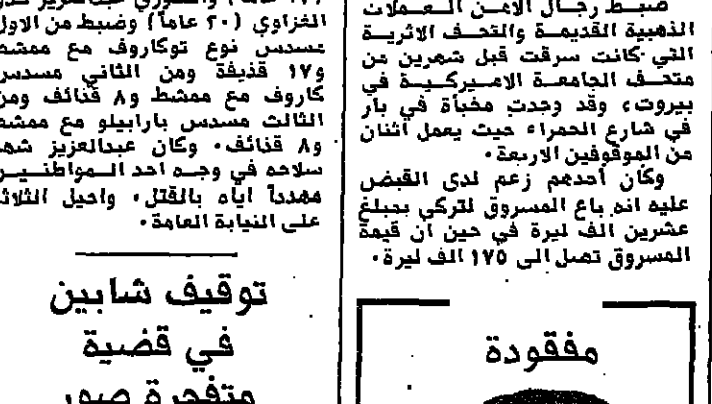 ضبط رجال الامن العملات
الذهبية القديمة والتحف الاثرية
التي كانت سرقت قبل شهرين من
متحف الجامعة الاميركية في
بيروت، وقد وجدت مخبأة في بار
في شارع الحمراء حيث يعمل اثنان
من الموقوفين الاربعة.
وكان أحدهم زعم لدى القبض
عليه انه باع المسروق لتركي بمبلغ
عشرين الف ليرة في حين أن قيمة
المسروق تصل إلى ١٧٥ الف ليرة.
مفقودة
الغزاوي (٢٠ عاما) وضبط من الاول
مسدس نوع توكاروف مع ممشط
و١٧ قذيفة ومن الثاني مسدس
كاروف مع ممشط و٨ قذائف ومن
الثالث مسدس بارابيلو مع ممشط
و٨ قذائف. وكان عبدالعزيز شهر
سلاحه في وجه احد المواطنين
مهددا اياه بالقتل، واحيل الثلاثة
على النيابة العامة.
توقيف شابين
في قضية
متفجرة صور